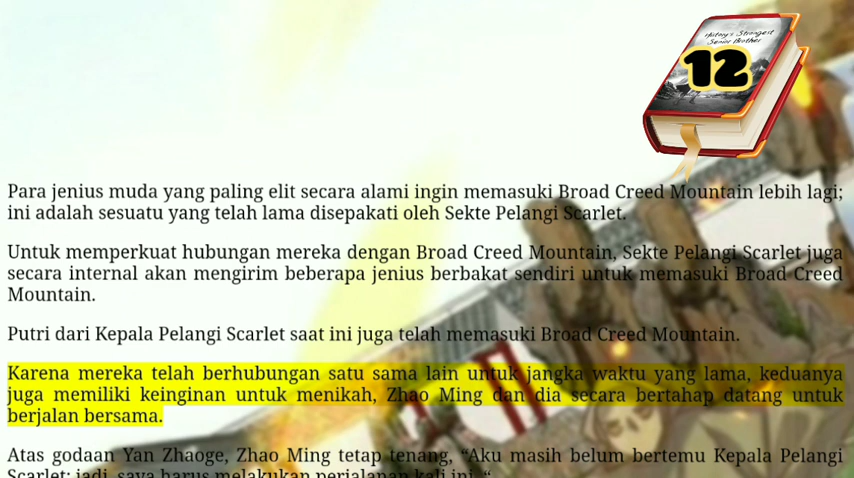 History's Strongest
Senior Brother
12
Para jenius muda yang paling elit secara alami ingin memasuki Broad Creed Mountain lebih lagi;
ini adalah sesuatu yang telah lama disepakati oleh Sekte Pelangi Scarlet.
Untuk memperkuat hubungan mereka dengan Broad Creed Mountain, Sekte Pelangi Scarlet juga
secara internal akan mengirim beberapa jenius berbakat sendiri untuk memasuki Broad Creed
Mountain.
Putri dari Kepala Pelangi Scarlet saat ini juga telah memasuki Broad Creed Mountain.
Karena mereka telah berhubungan satu sama lain untuk jangka waktu yang lama, keduanya
juga memiliki keinginan untuk menikah, Zhao Ming dan dia secara bertahap datang untuk
berjalan bersama.
Atas godaan Yan Zhaoge, Zhao Ming tetap tenang, “Aku masih belum bertemu Kepala Pelangi
Scarlet; jadi, saya harus melakukan perjalanan kali ini. “